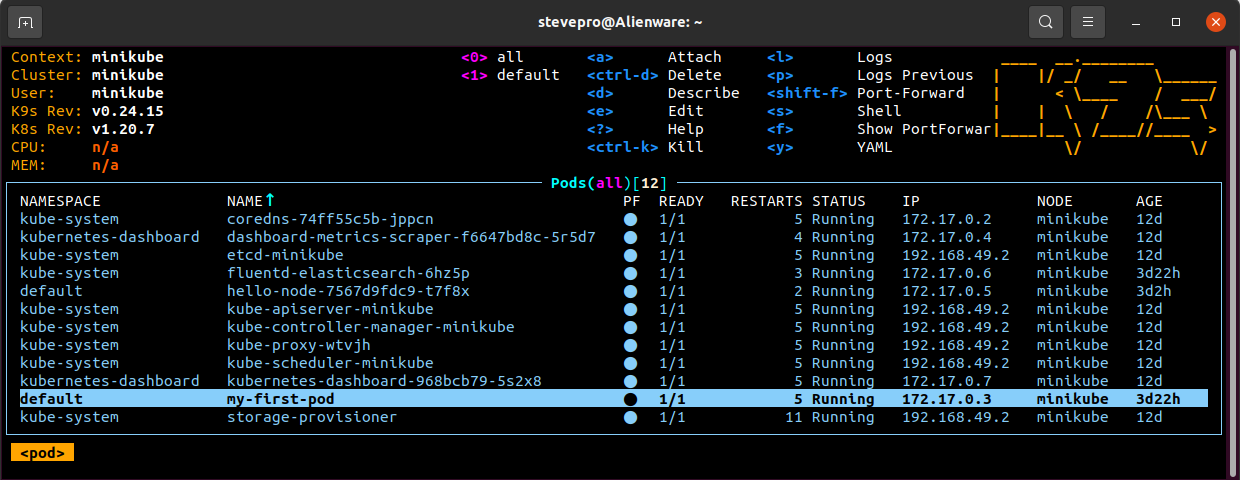 stevepro@Alienware: ~
Context: minikube <0> all <a> Attach <l> Logs
Cluster: minikube <1> default <ctrl-d> Delete <p> Logs Previous
User: minikube <d> Describe <shift-f> Port-Forward
K9s Rev: v0.24.15 <e> Edit <s> Shell
K8s Rev: v1.20.7 <?> Help <f> Show PortForwar
CPU: n/a <ctrl-k> Kill <y> YAML
MEM: n/a
Pods(all)[12]
NAMESPACE NAME↑ PF READY RESTARTS STATUS IP NODE AGE
kube-system coredns-74ff55c5b-jppcn ● 1/1 5 Running 172.17.0.2 minikube 12d
kubernetes-dashboard dashboard-metrics-scraper-f6647bd8c-5r5d7 ● 1/1 4 Running 172.17.0.4 minikube 12d
kube-system etcd-minikube ● 1/1 5 Running 192.168.49.2 minikube 12d
kube-system fluentd-elasticsearch-6hz5p ● 1/1 3 Running 172.17.0.6 minikube 3d22h
default hello-node-7567d9fdc9-t7f8x ● 1/1 2 Running 172.17.0.5 minikube 3d2h
kube-system kube-apiserver-minikube ● 1/1 5 Running 192.168.49.2 minikube 12d
kube-system kube-controller-manager-minikube ● 1/1 5 Running 192.168.49.2 minikube 12d
kube-system kube-proxy-wtvjh ● 1/1 5 Running 192.168.49.2 minikube 12d
kube-system kube-scheduler-minikube ● 1/1 5 Running 192.168.49.2 minikube 12d
kubernetes-dashboard kubernetes-dashboard-968bcb79-5s2x8 ● 1/1 5 Running 172.17.0.7 minikube 12d
default my-first-pod ● 1/1 5 Running 172.17.0.3 minikube 3d22h
kube-system storage-provisioner ● 1/1 11 Running 192.168.49.2 minikube 12d
<pod>